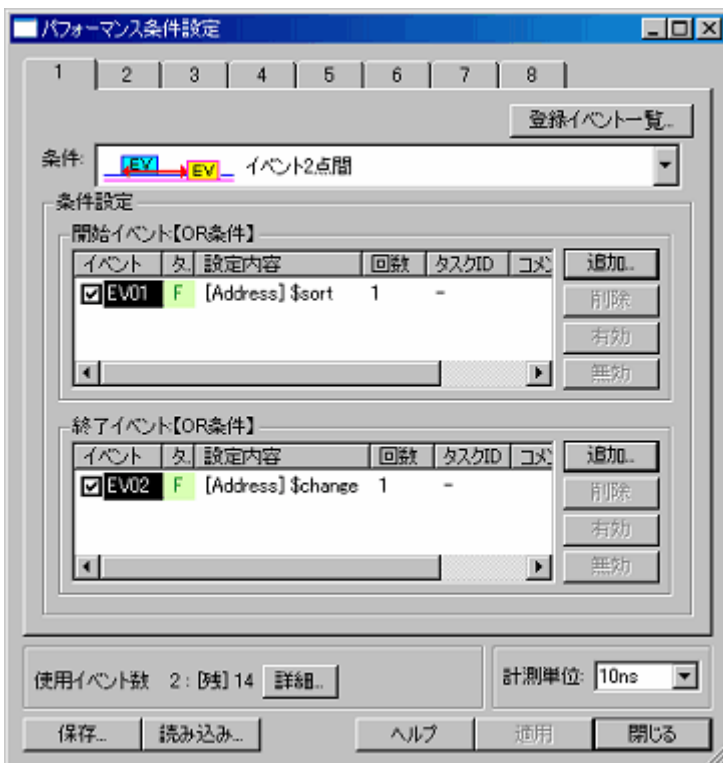 パフォーマンス条件設定
1 2 3 4 5 6 7 8
登録イベント一覧...
条件: EV EV イベント2点間
条件設定
開始イベント【OR条件】
イベント タ. 設定内容 回数 タスクID コメン
EV01 F [Address] $sort 1 -
追加...
削除
有効
無効
終了イベント【OR条件】
イベント タ. 設定内容 回数 タスクID コメ
EV02 F [Address] $change 1 -
追加...
削除
有効
無効
使用イベント数 2 : [残] 14 詳細...
計測単位: 10ns
保存... 読み込み... ヘルプ 適用 閉じる